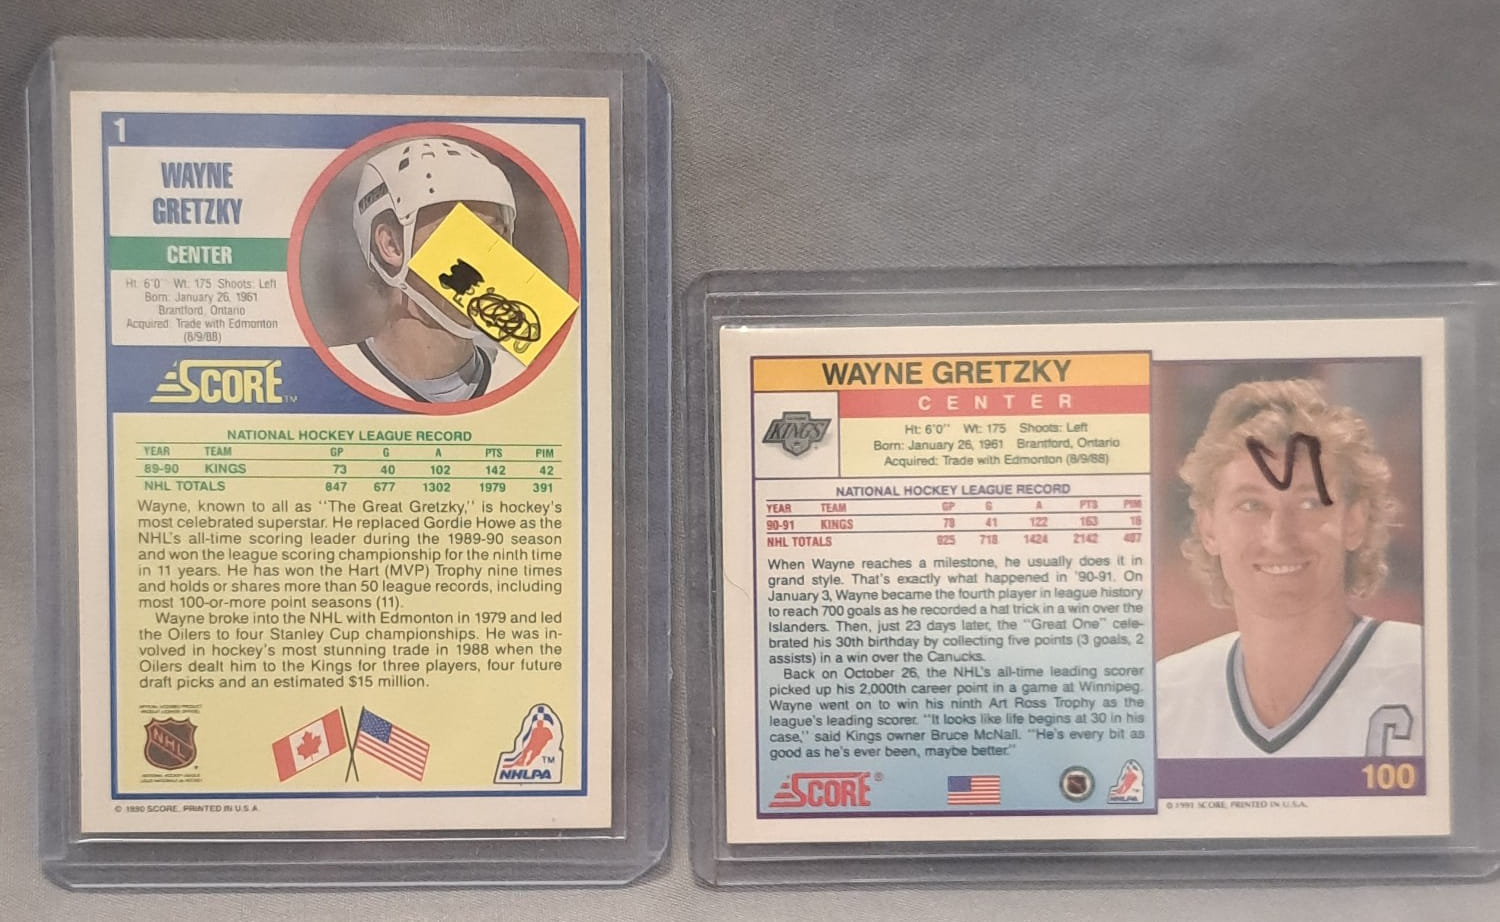 1
WAYNE
GRETZKY
CENTER
Ht: 6'0" Wt: 175 Shoots: Left
Born: January 26, 1961
Brantford, Ontario
Acquired: Trade with Edmonton
(8/9/88)
SCORE TM
NATIONAL HOCKEY LEAGUE RECORD
YEAR TEAM GP G A PTS PIM
89-90 KINGS 73 40 102 142 42
NHL TOTALS 847 677 1302 1979 391
Wayne, known to all as "The Great Gretzky," is hockey's
most celebrated superstar. He replaced Gordie Howe as the
NHL's all-time scoring leader during the 1989-90 season
and won the league scoring championship for the ninth time
in 11 years. He has won the Hart (MVP) Trophy nine times
and holds or shares more than 50 league records, including
most 100-or-more point seasons (11).
Wayne broke into the NHL with Edmonton in 1979 and led
the Oilers to four Stanley Cup championships. He was in-
volved in hockey's most stunning trade in 1988 when the
Oilers dealt him to the Kings for three players, four future
draft picks and an estimated $15 million.
NHL
TM
NHLPA
© 1990 SCORE, PRINTED IN U.S.A.
WAYNE GRETZKY
CENTER
KINGS
Ht: 6'0" Wt: 175 Shoots: Left
Born: January 26, 1961 Brantford, Ontario
Acquired: Trade with Edmonton (8/9/88)
NATIONAL HOCKEY LEAGUE RECORD
YEAR TEAM GP G A PTS PIM
90-91 KINGS 78 41 122 163 16
NHL TOTALS 925 718 1424 2142 407
When Wayne reaches a milestone, he usually does it in
grand style. That's exactly what happened in '90-91. On
January 3, Wayne became the fourth player in league history
to reach 700 goals as he recorded a hat trick in a win over the
Islanders. Then, just 23 days later, the "Great One" cele-
brated his 30th birthday by collecting five points (3 goals, 2
assists) in a win over the Canucks.
Back on October 26, the NHL's all-time leading scorer
picked up his 2,000th career point in a game at Winnipeg.
Wayne went on to win his ninth Art Ross Trophy as the
league's leading scorer. "It looks like life begins at 30 in his
case," said Kings owner Bruce McNall. "He's every bit as
good as he's ever been, maybe better."
SCORE ®
NHLPA
C
100
© 1991 SCORE, PRINTED IN U.S.A.